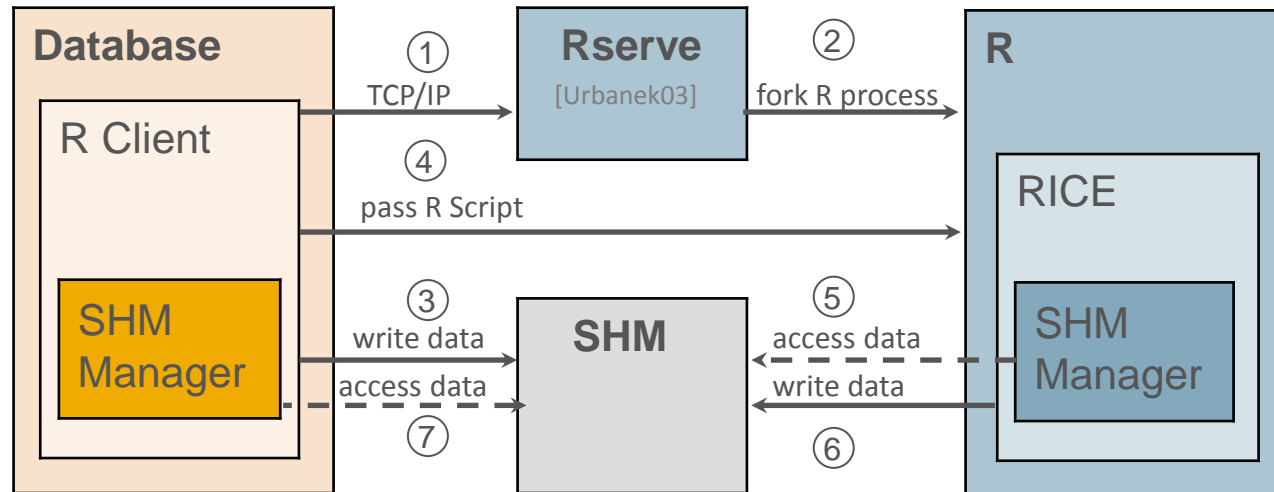 Database
R Client
SHM
Manager
①
TCP/IP
Rserve
[Urbanek03]
②
fork R process
R
RICE
SHM
Manager
④
pass R Script
③
write data
access data
⑦
SHM
⑤
access data
write data
⑥